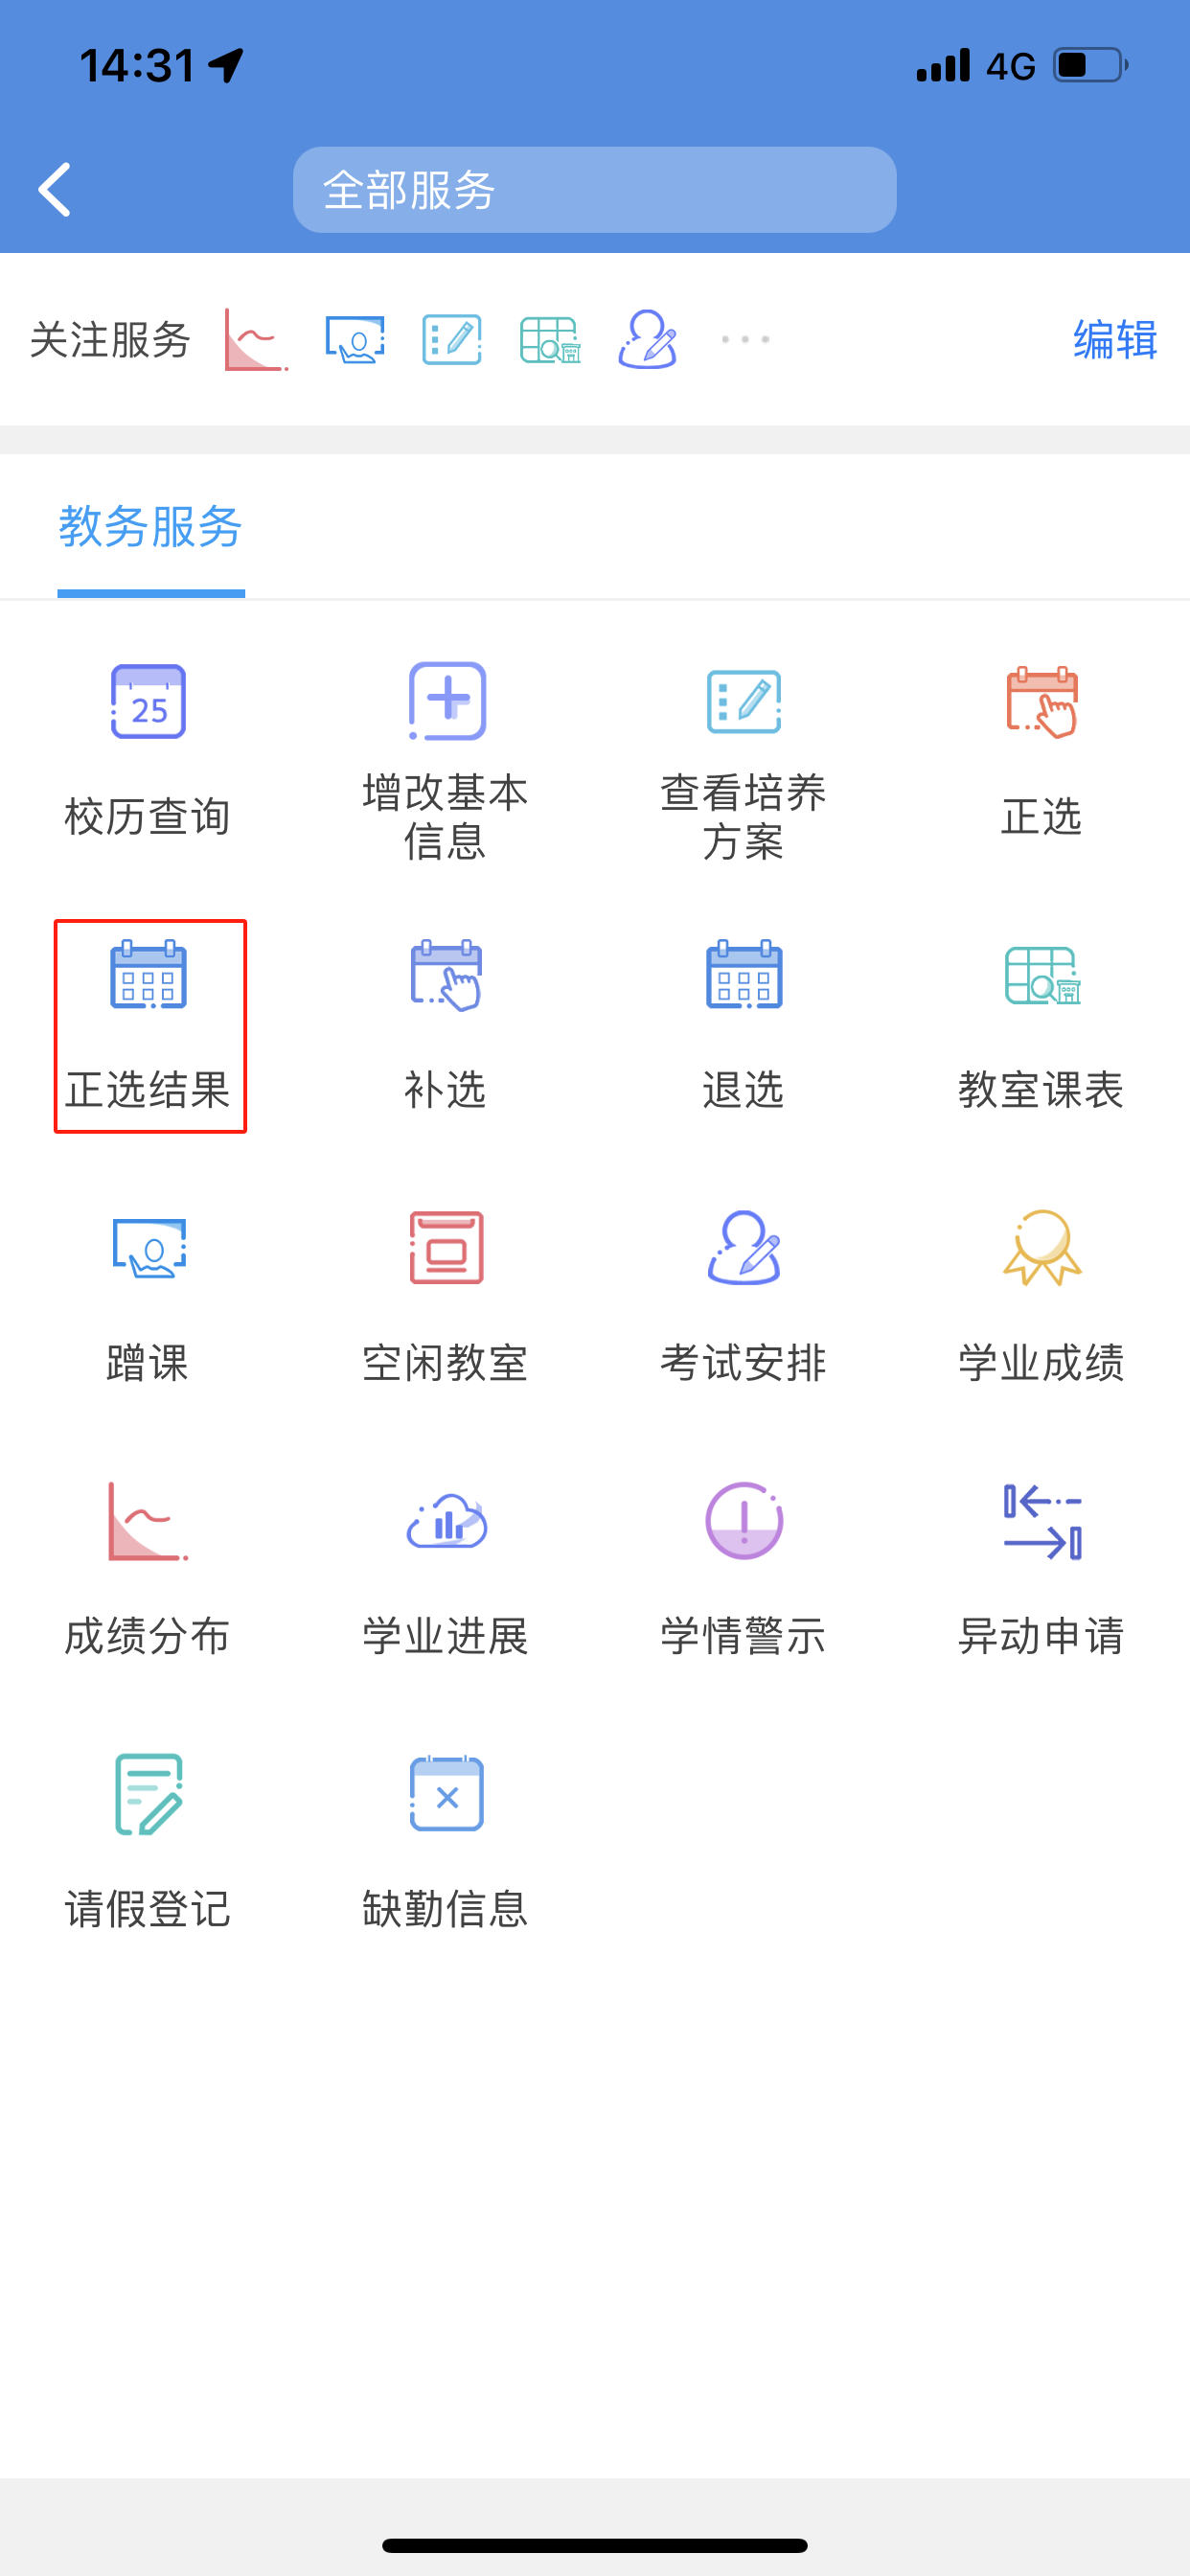 14:31
4G
全部服务
关注服务
编辑
教务服务
25
校历查询
增改基本
信息
查看培养
方案
正选
正选结果
补选
退选
教室课表
蹭课
空闲教室
考试安排
学业成绩
成绩分布
学业进展
学情警示
异动申请
请假登记
缺勤信息